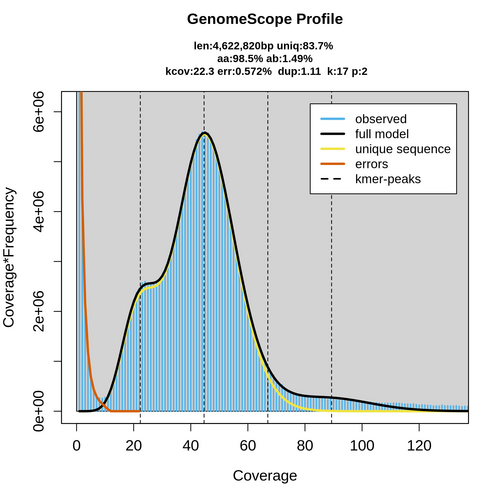 GenomeScope Profile
len:4,622,820bp uniq:83.7%
aa:98.5% ab:1.49%
kcov:22.3 err:0.572% dup:1.11 k:17 p:2
Coverage*Frequency
6e+06
4e+06
2e+06
0e+00
observed
full model
unique sequence
errors
kmer-peaks
0 20 40 60 80 100 120
Coverage